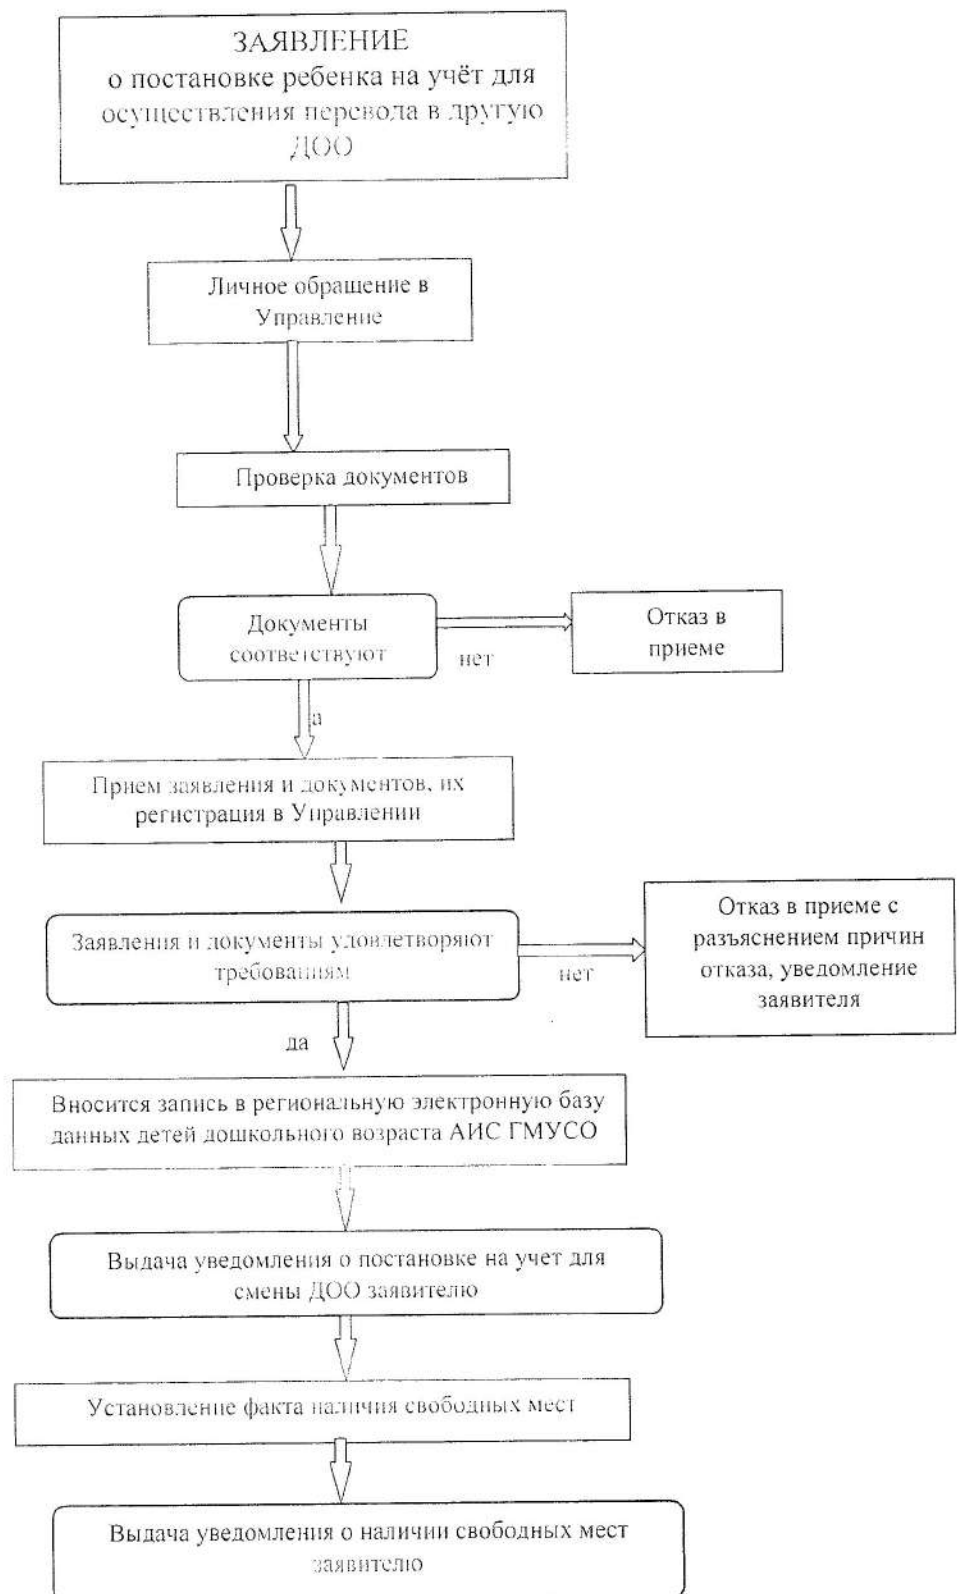 ЗАЯВЛЕНИЕ
о постановке ребенка на учёт для
осуществления перевода в другую
ДОО
Личное обращение в
Управление
Проверка документов
Документы
соответствуют
нет
Отказ в
приеме
а
Прием заявления и документов, их
регистрация в Управлении
Заявления и документы удовлетворяют
требованиям
нет
Отказ в приеме с
разъяснением причин
отказа, уведомление
заявителя
да
Вносится запись в региональную электронную базу
данных детей дошкольного возраста АИС ГМУСО
Выдача уведомления о постановке на учет для
смены ДОО заявителю
Установление факта наличия свободных мест
Выдача уведомления о наличии свободных мест
заявителю